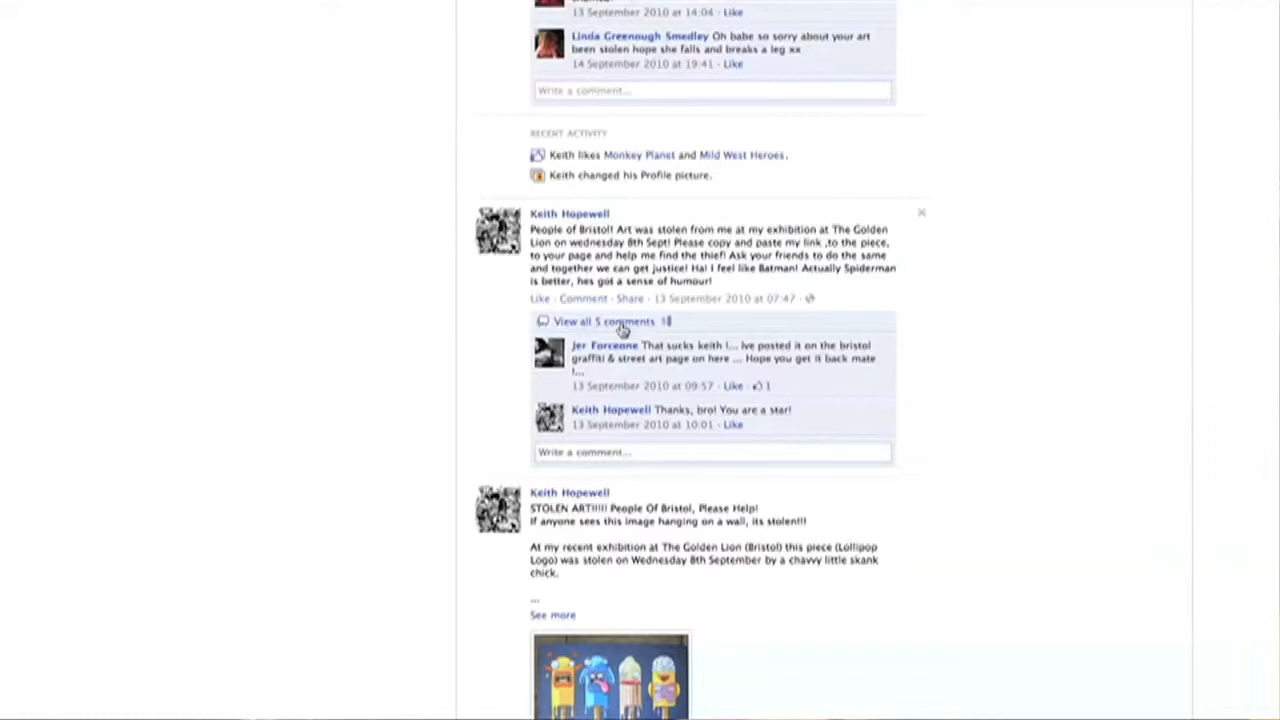 13 September 2010 at 14:04 · Like
Linda Greenough Smedley Oh babe so sorry about your art
been stolen hope she falls and breaks a leg xx
14 September 2010 at 19:41 · Like
Write a comment...
RECENT ACTIVITY
Keith likes Monkey Planet and Mild West Heroes.
Keith changed his Profile picture.
Keith Hopewell
People of Bristol! Art was stolen from me at my exhibition at The Golden
Lion on wednesday 8th Sept! Please copy and paste my link ,to the piece,
to your page and help me find the thief! Ask your friends to do the same
and together we can get justice! Ha! I feel like Batman! Actually Spiderman
is better, hes got a sense of humour!
Like · Comment · Share · 13 September 2010 at 07:47 ·
View all 5 comments
Jer Forceone That sucks keith !... Ive posted it on the bristol
graffiti & street art page on here ... Hope you get it back mate
!...
13 September 2010 at 09:57 · Like · 1
Keith Hopewell Thanks, bro! You are a star!
13 September 2010 at 10:01 · Like
Write a comment...
Keith Hopewell
STOLEN ART!!!!! People Of Bristol, Please Help!
If anyone sees this image hanging on a wall, its stolen!!!
At my recent exhibition at The Golden Lion (Bristol) this piece (Lollipop
Logo) was stolen on Wednesday 8th September by a chavvy little skank
chick.
...
See more